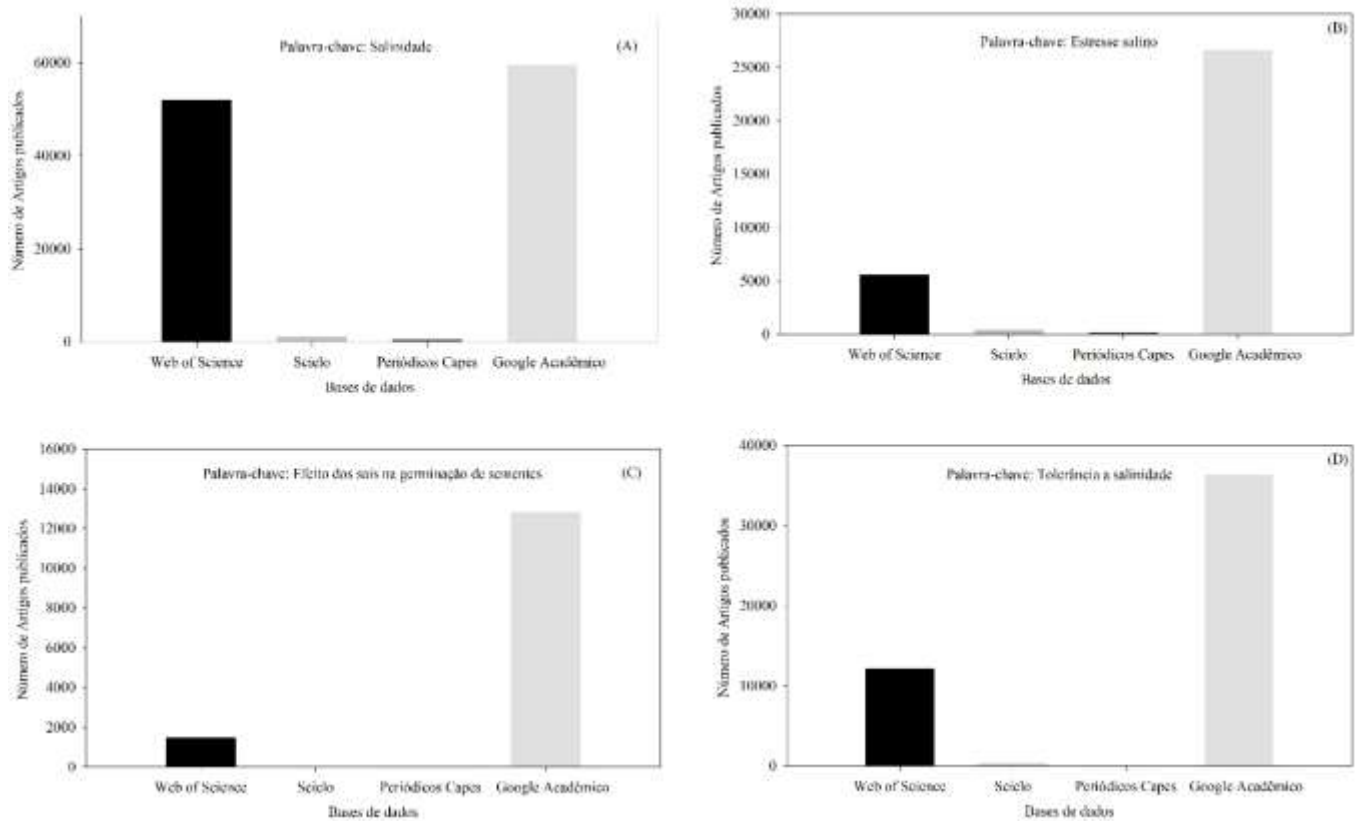 Palavra-chave: Salinidade
(A)
Número de Artigos publicados
60000
40000
20000
0
Web of Science
Scielo
Periódicos Capes
Google Acadêmico
Bases de dados
Palavra-chave: Estresse salino
(B)
Número de Artigos publicados
30000
25000
20000
15000
10000
5000
0
Web of Science
Scielo
Periódicos Capes
Google Acadêmico
Bases de dados
Palavra-chave: Efeito dos sais na germinação de sementes
(C)
Número de Artigos publicados
16000
14000
12000
10000
8000
6000
4000
2000
0
Web of Science
Scielo
Periódicos Capes
Google Acadêmico
Bases de dados
Palavra-chave: Tolerância a salinidade
(D)
Número de Artigos publicados
40000
30000
20000
10000
0
Web of Science
Scielo
Periódicos Capes
Google Acadêmico
Bases de dados